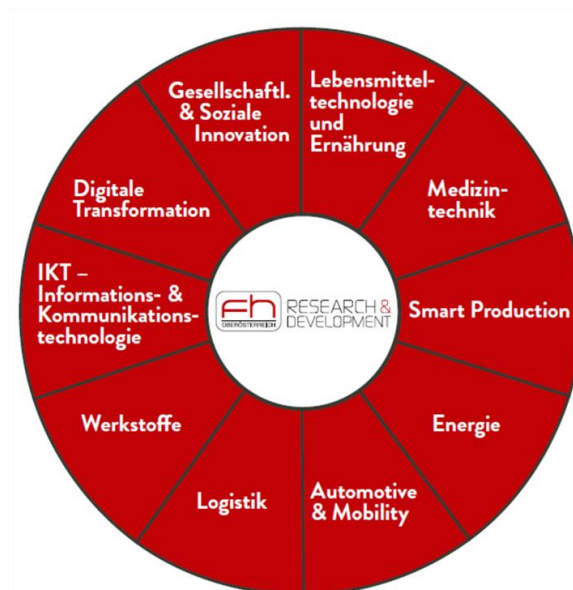 Gesellschaftl.
& Soziale
Innovation
Lebensmittel-
technologie
und
Ernährung
Medizin-
technik
Smart Production
Energie
Automotive
& Mobility
Logistik
Werkstoffe
IKT –
Informations- &
Kommunikations-
technologie
Digitale
Transformation
fh
OBERÖSTERREICH
RESEARCH &
DEVELOPMENT